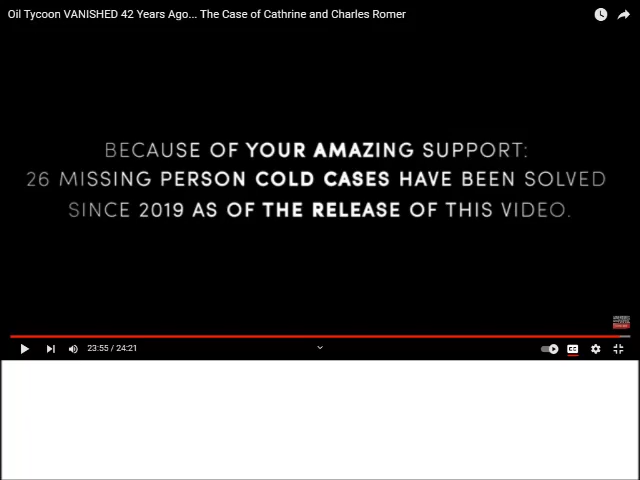 Oil Tycoon VANISHED 42 Years Ago... The Case of Cathrine and Charles Romer
BECAUSE OF YOUR AMAZING SUPPORT:
26 MISSING PERSON COLD CASES HAVE BEEN SOLVED
SINCE 2019 AS OF THE RELEASE OF THIS VIDEO.
23:55 / 24:21
CC